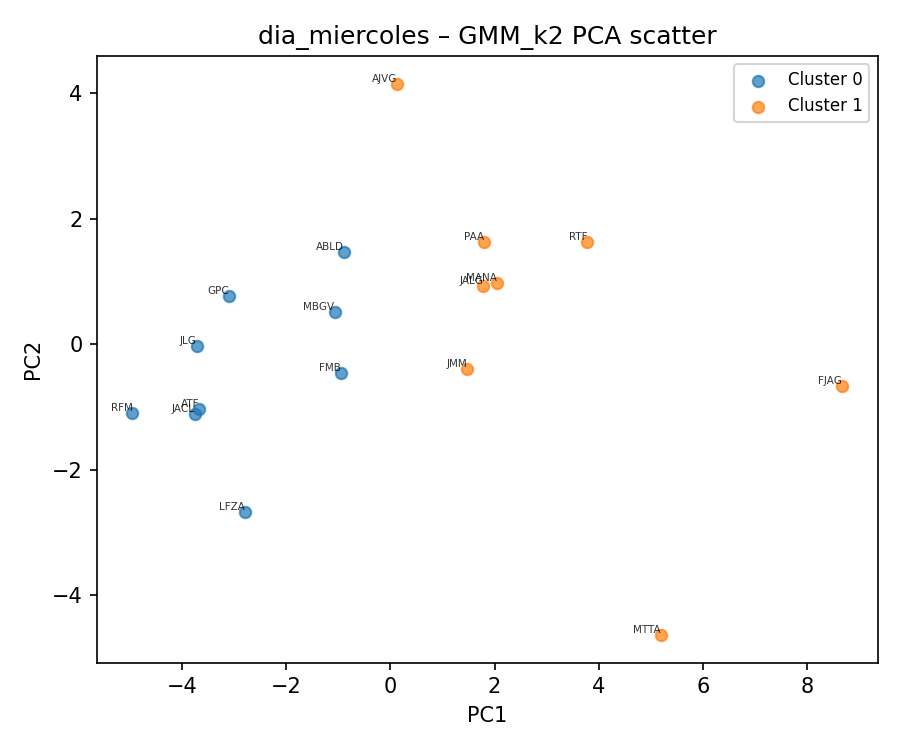 dia_miercoles – GMM_k2 PCA scatter
Cluster 0
Cluster 1
AJVG
PAA
RTF
ABLD
MANA
JALG
GPC
MBGV
JLG
JMM
FMB
FJAG
ATF
JACL
RFM
LFZA
MTTA
4
2
0
−2
−4
PC2
−4
−2
0
2
4
6
8
PC1